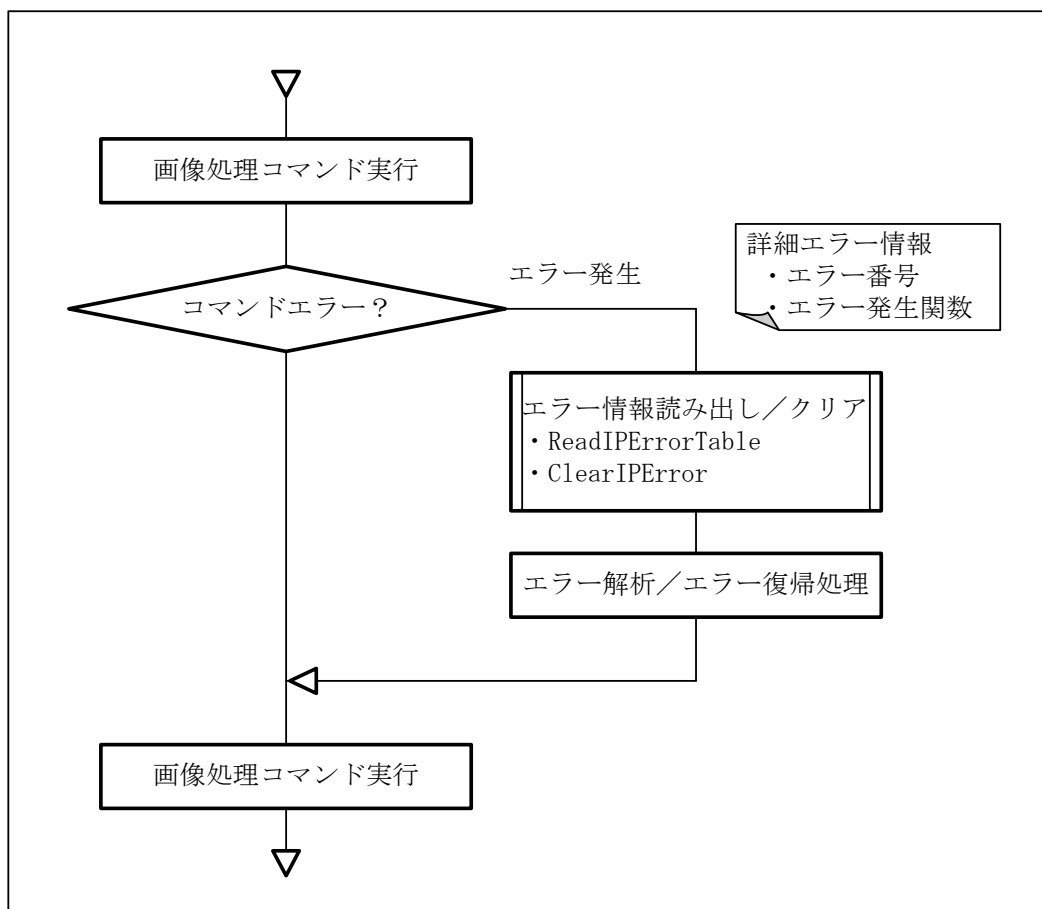 画像処理コマンド実行
コマンドエラー？
エラー発生
詳細エラー情報
・エラー番号
・エラー発生関数
エラー情報読み出し／クリア
・ReadIPErrorTable
・ClearIPError
エラー解析／エラー復帰処理
画像処理コマンド実行